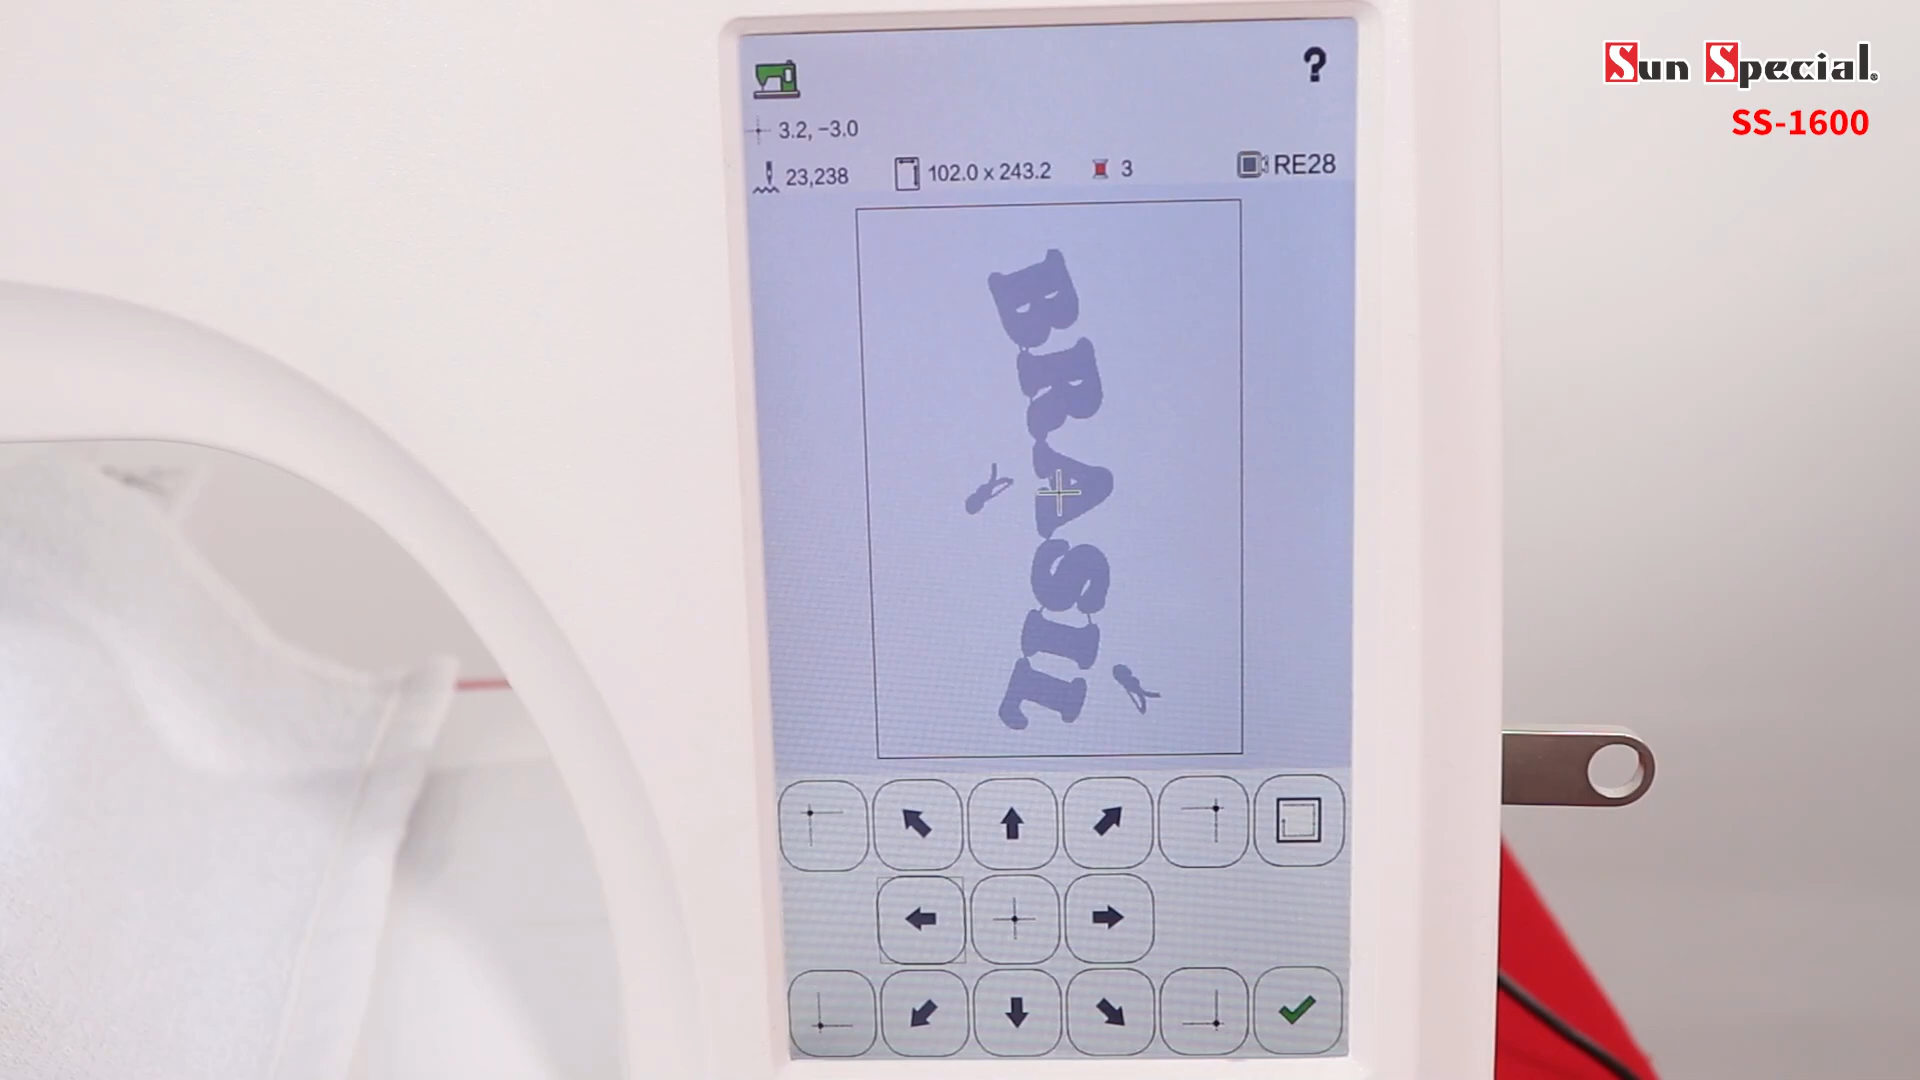 Sun Special.
SS-1600
?
3.2, -3.0
23,238 102.0 x 243.2 3 RE28
BRASIL